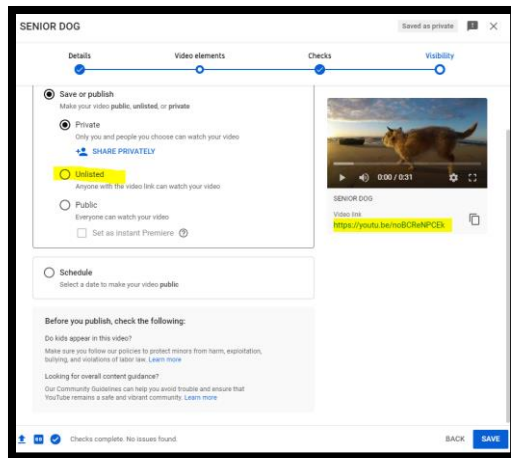 SENIOR DOG
Saved as private
Details
Video elements
Checks
Visibility
Save or publish
Make your video public, unlisted, or private
Private
Only you and people you choose can watch your video
SHARE PRIVATELY
Unlisted
Anyone with the video link can watch your video
Public
Everyone can watch your video
Set as instant Premiere
Schedule
Select a date to make your video public
Before you publish, check the following:
Do kids appear in this video?
Make sure you follow our policies to protect minors from harm, exploitation,
bullying, and violations of labor law. Learn more
Looking for overall content guidance?
Our Community Guidelines can help you avoid trouble and ensure that
YouTube remains a safe and vibrant community. Learn more
0:00 / 0:31
SENIOR DOG
Video link
https://youtu.be/noBCReNPCEk
Checks complete. No issues found.
BACK
SAVE